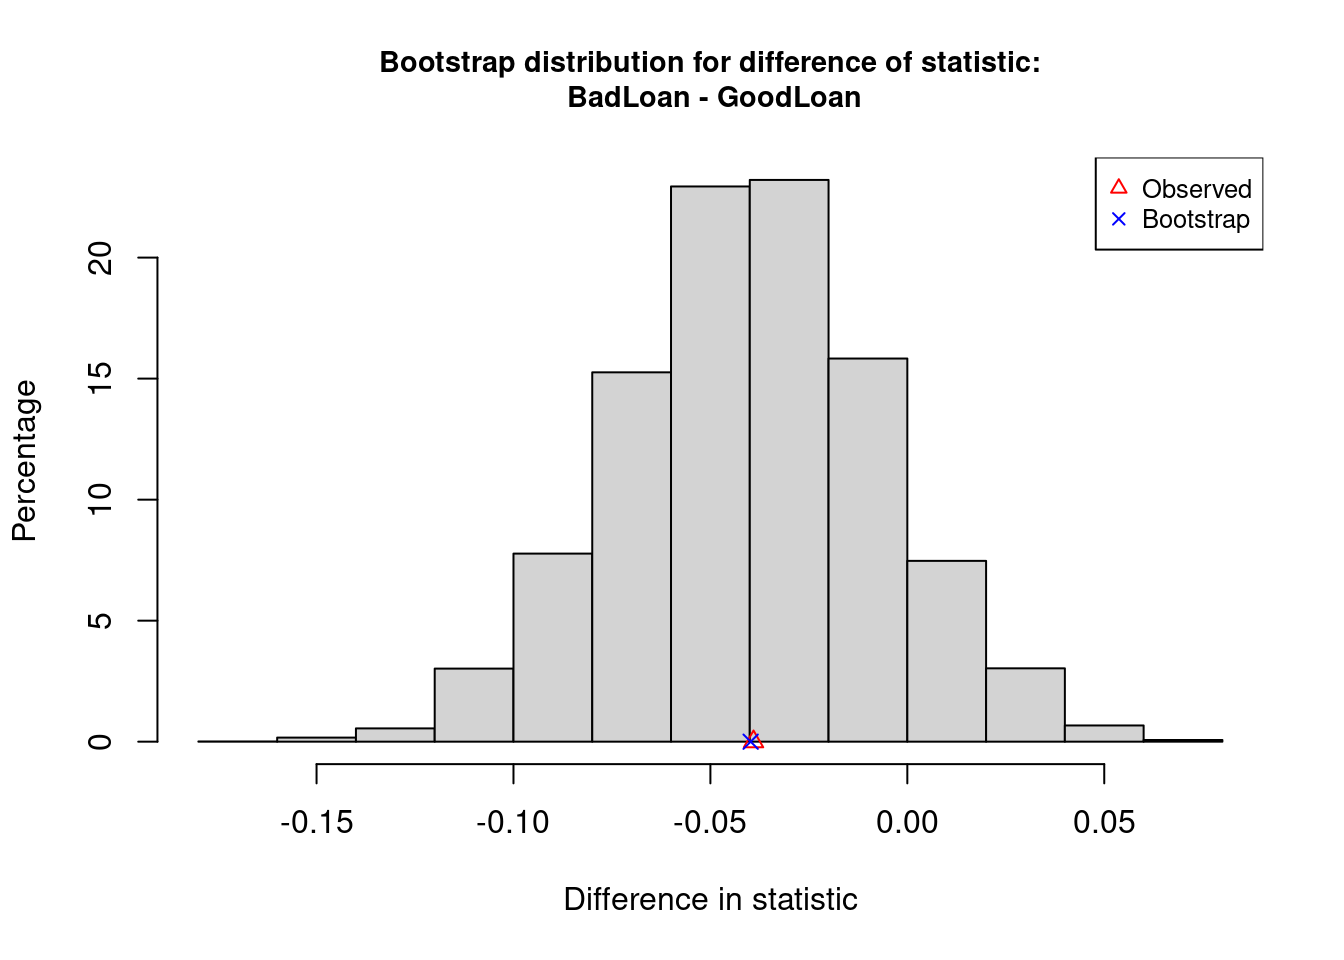 Bootstrap distribution for difference of statistic:
BadLoan - GoodLoan
Observed
Bootstrap
Percentage
20
15
10
5
0
-0.15 -0.10 -0.05 0.00 0.05
Difference in statistic